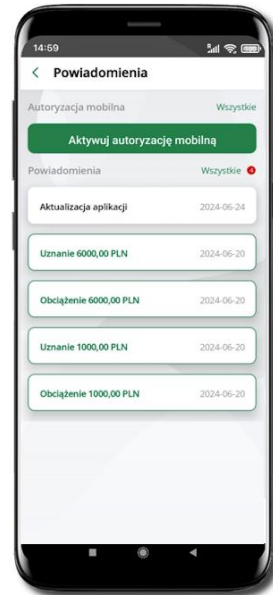 14:59
Powiadomienia
Autoryzacja mobilna Wszystkie
Aktywuj autoryzację mobilną
Powiadomienia Wszystkie 4
Aktualizacja aplikacji 2024-06-24
Uznanie 6000,00 PLN 2024-06-20
Obciążenie 6000,00 PLN 2024-06-20
Uznanie 1000,00 PLN 2024-06-20
Obciążenie 1000,00 PLN 2024-06-20